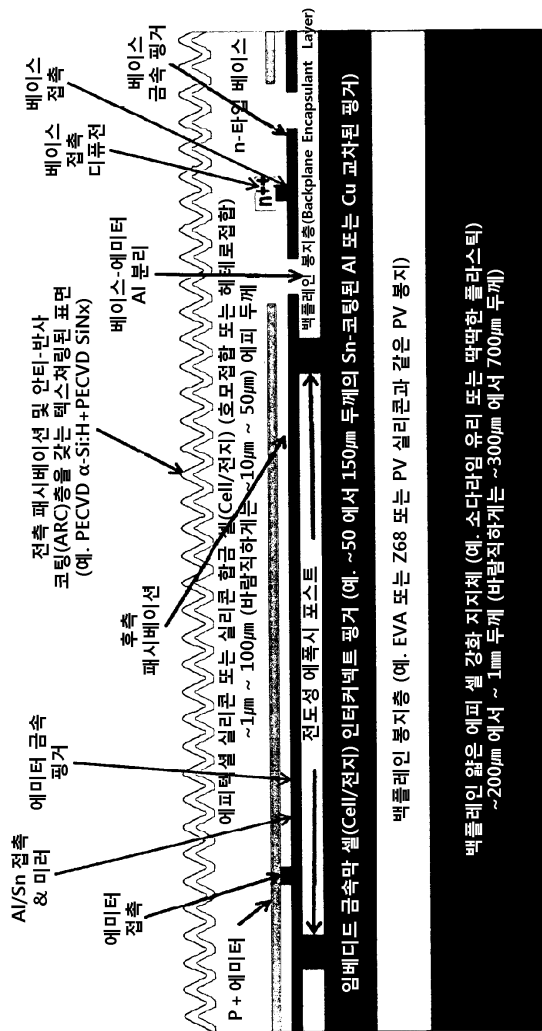 전측 패시베이션 및 안티-반사
코팅(ARC)층을 갖는 텍스처링된 표면
(예. PECVD α-Si:H+PECVD SiNx)
Al/Sn 접촉
& 미러
에미터 금속
핑거
에미터
접촉
P + 에미터
후측
패시베이션
베이스-에미터
Al 분리
베이스
접촉
디퓨전
베이스
접촉
베이스
금속 핑거
n-타입 베이스
n++
에피택셜 실리콘 또는 실리콘 합금 셀(Cell/전지) (호모접합 또는 헤테로접합)
~1㎛ ~ 100㎛ (바람직하게는 ~10㎛ ~ 50㎛) 에피 두께
백플레인 봉지층(Backplane Encapsulant Layer)
전도성 에폭시 포스트
임베디드 금속막 셀(Cell/전지) 인터커넥트 핑거 (예. ~50 에서 150㎛ 두께의 Sn-코팅된 Al 또는 Cu 교차된 핑거)
백플레인 봉지층 (예. EVA 또는 Z68 또는 PV 실리콘과 같은 PV 봉지)
백플레인 얇은 에피 셀 강화 지지체 (예. 소다라임 유리 또는 딱딱한 플라스틱)
~200㎛ 에서 ~ 1㎜ 두께 (바람직하게는 ~300㎛ 에서 700㎛ 두께)